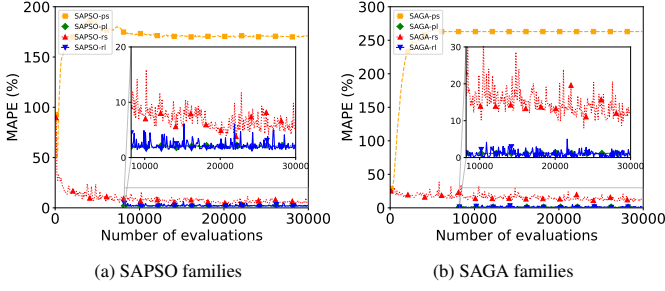 200
150
100
50
0
MAPE (%)
SAPSO-ps
SAPSO-pl
SAPSO-rs
SAPSO-rl
20
10
0
10000 20000 30000
0 10000 20000 30000
Number of evaluations
(a) SAPSO families
300
250
200
150
100
50
0
MAPE (%)
SAGA-ps
SAGA-pl
SAGA-rs
SAGA-rl
30
20
10
0
10000 20000 30000
0 10000 20000 30000
Number of evaluations
(b) SAGA families